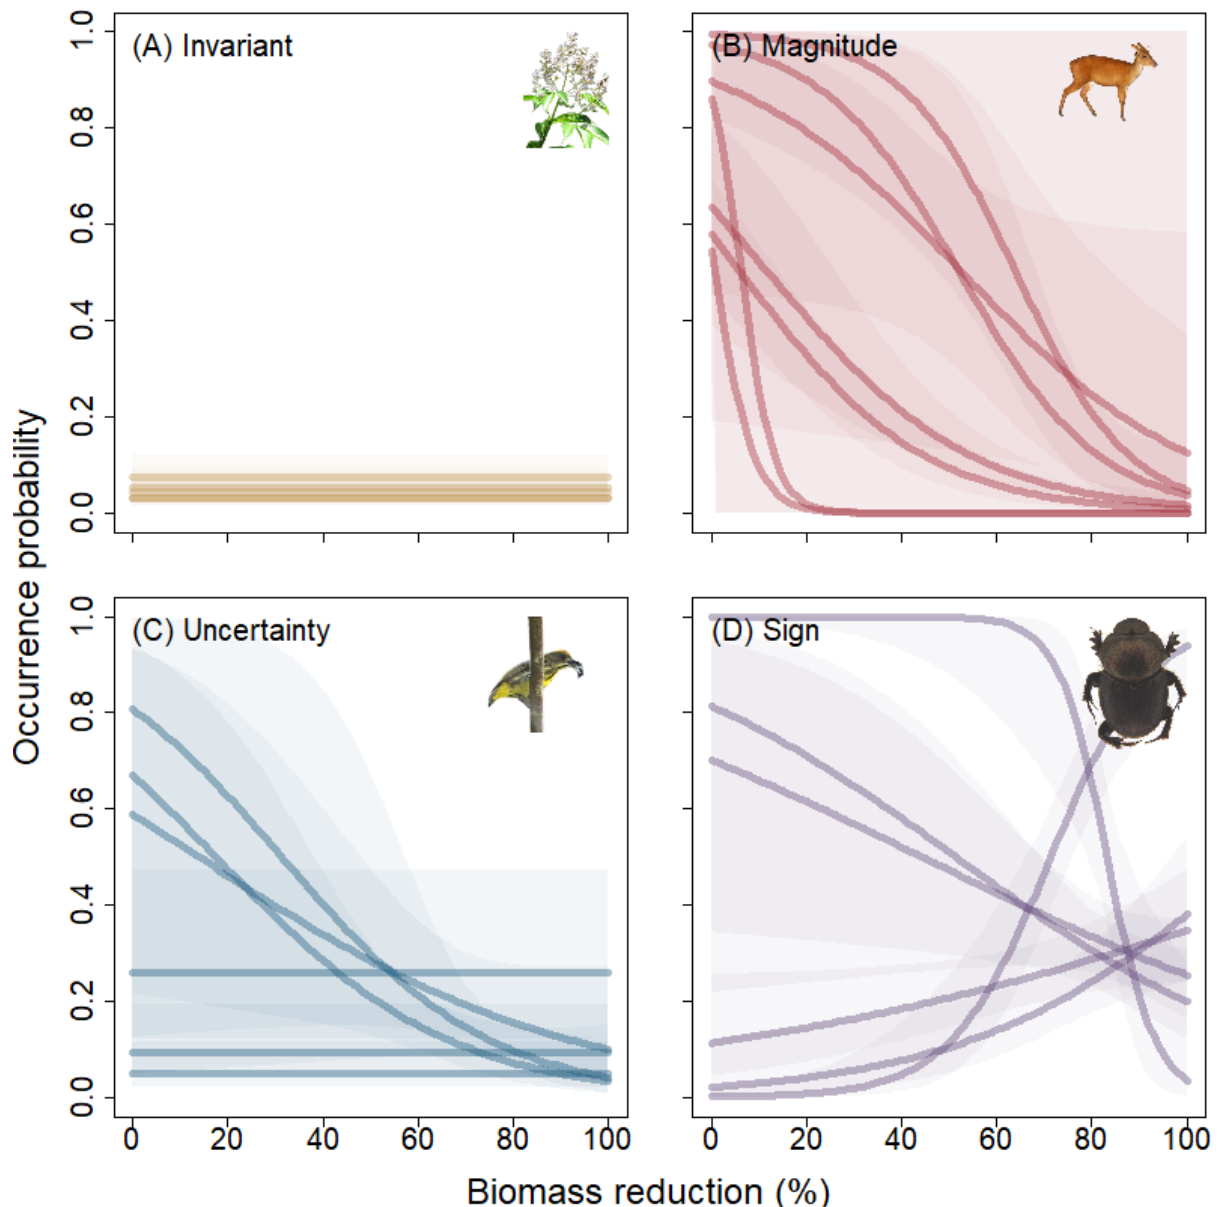 (A) Invariant
(B) Magnitude
1.0
0.8
0.6
0.4
0.2
0.0
(C) Uncertainty
(D) Sign
1.0
0.8
0.6
0.4
0.2
0.0
Occurrence probability
0 20 40 60 80 100
0 20 40 60 80 100
Biomass reduction (%)